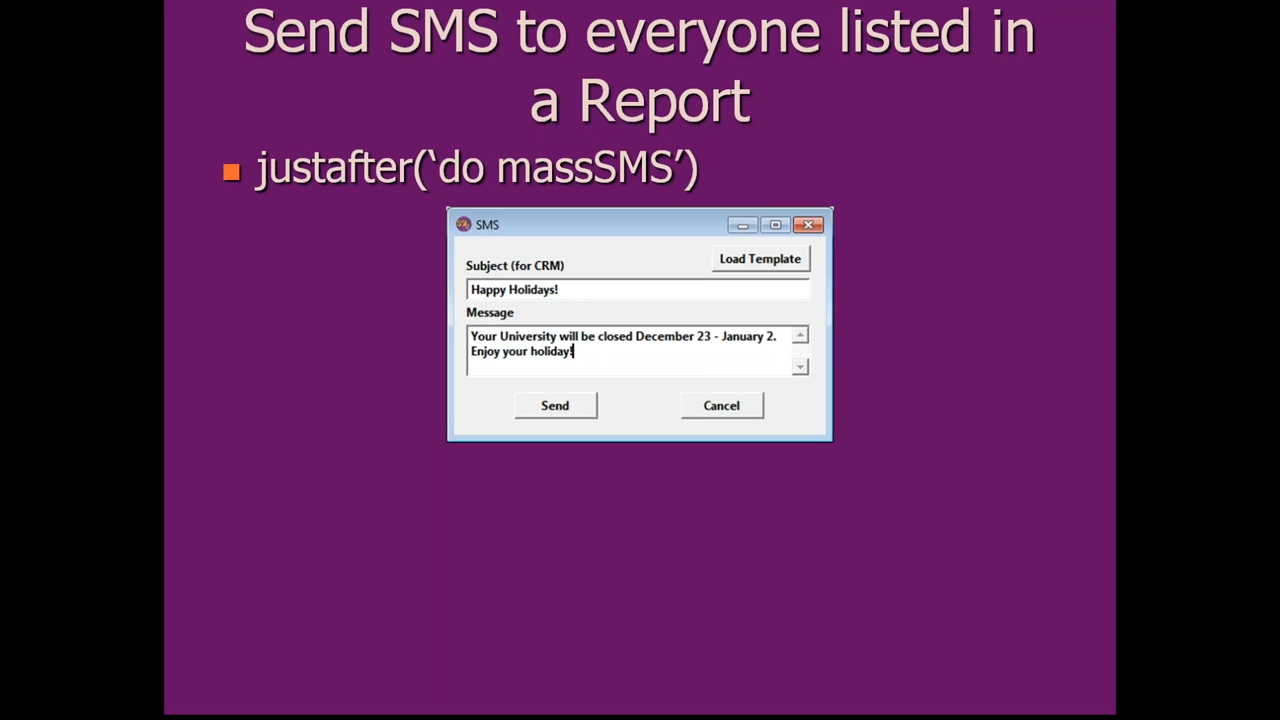 Send SMS to everyone listed in
a Report
justafter(‘do massSMS’)
SMS
Subject (for CRM)
Load Template
Happy Holidays!
Message
Your University will be closed December 23 - January 2.
Enjoy your holiday!
Send
Cancel